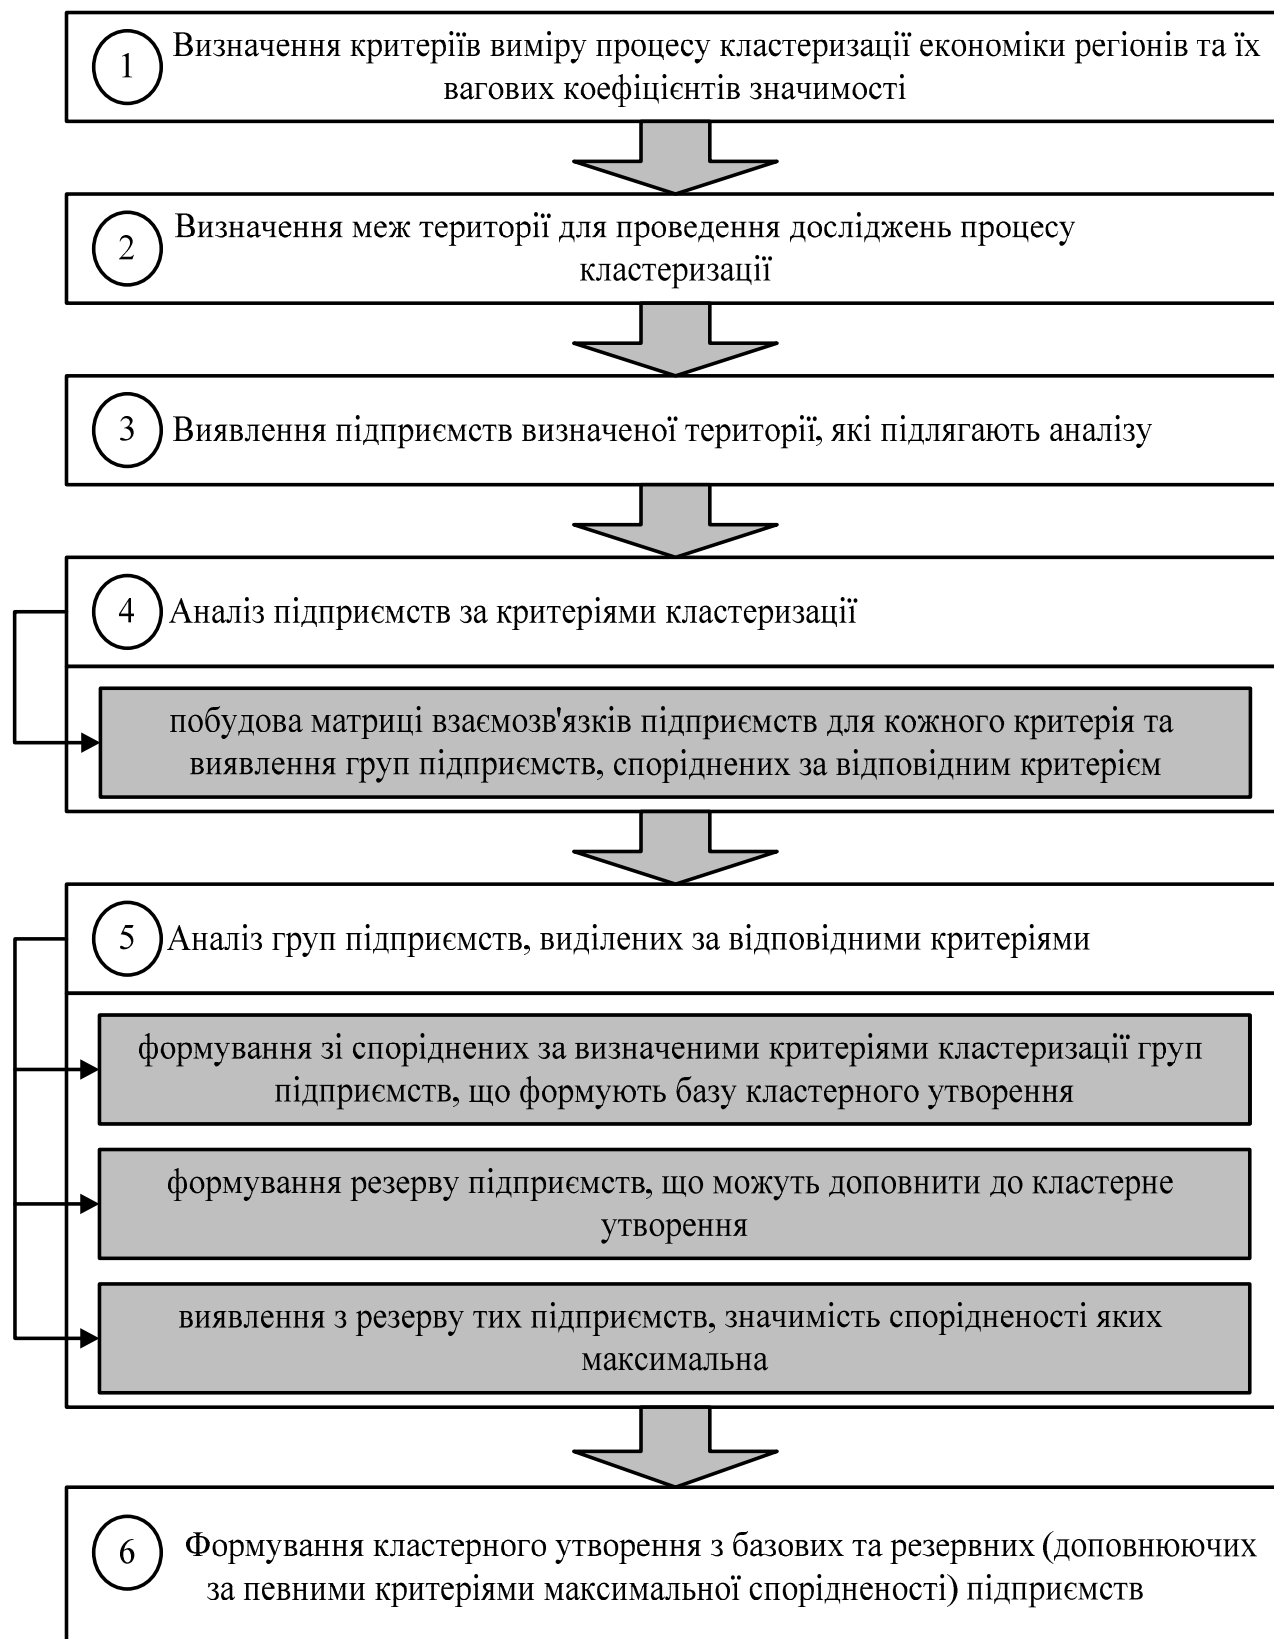 1
Визначення критеріїв виміру процесу кластеризації економіки регіонів та їх
вагових коефіцієнтів значимості
2
Визначення меж території для проведення досліджень процесу
кластеризації
3
Виявлення підприємств визначеної території, які підлягають аналізу
4
Аналіз підприємств за критеріями кластеризації
побудова матриці взаємозв'язків підприємств для кожного критерія та
виявлення груп підприємств, споріднених за відповідним критерієм
5
Аналіз груп підприємств, виділених за відповідними критеріями
формування зі споріднених за визначеними критеріями кластеризації груп
підприємств, що формують базу кластерного утворення
формування резерву підприємств, що можуть доповнити до кластерне
утворення
виявлення з резерву тих підприємств, значимість спорідненості яких
максимальна
6
Формування кластерного утворення з базових та резервних (доповнюючих
за певними критеріями максимальної спорідненості) підприємств